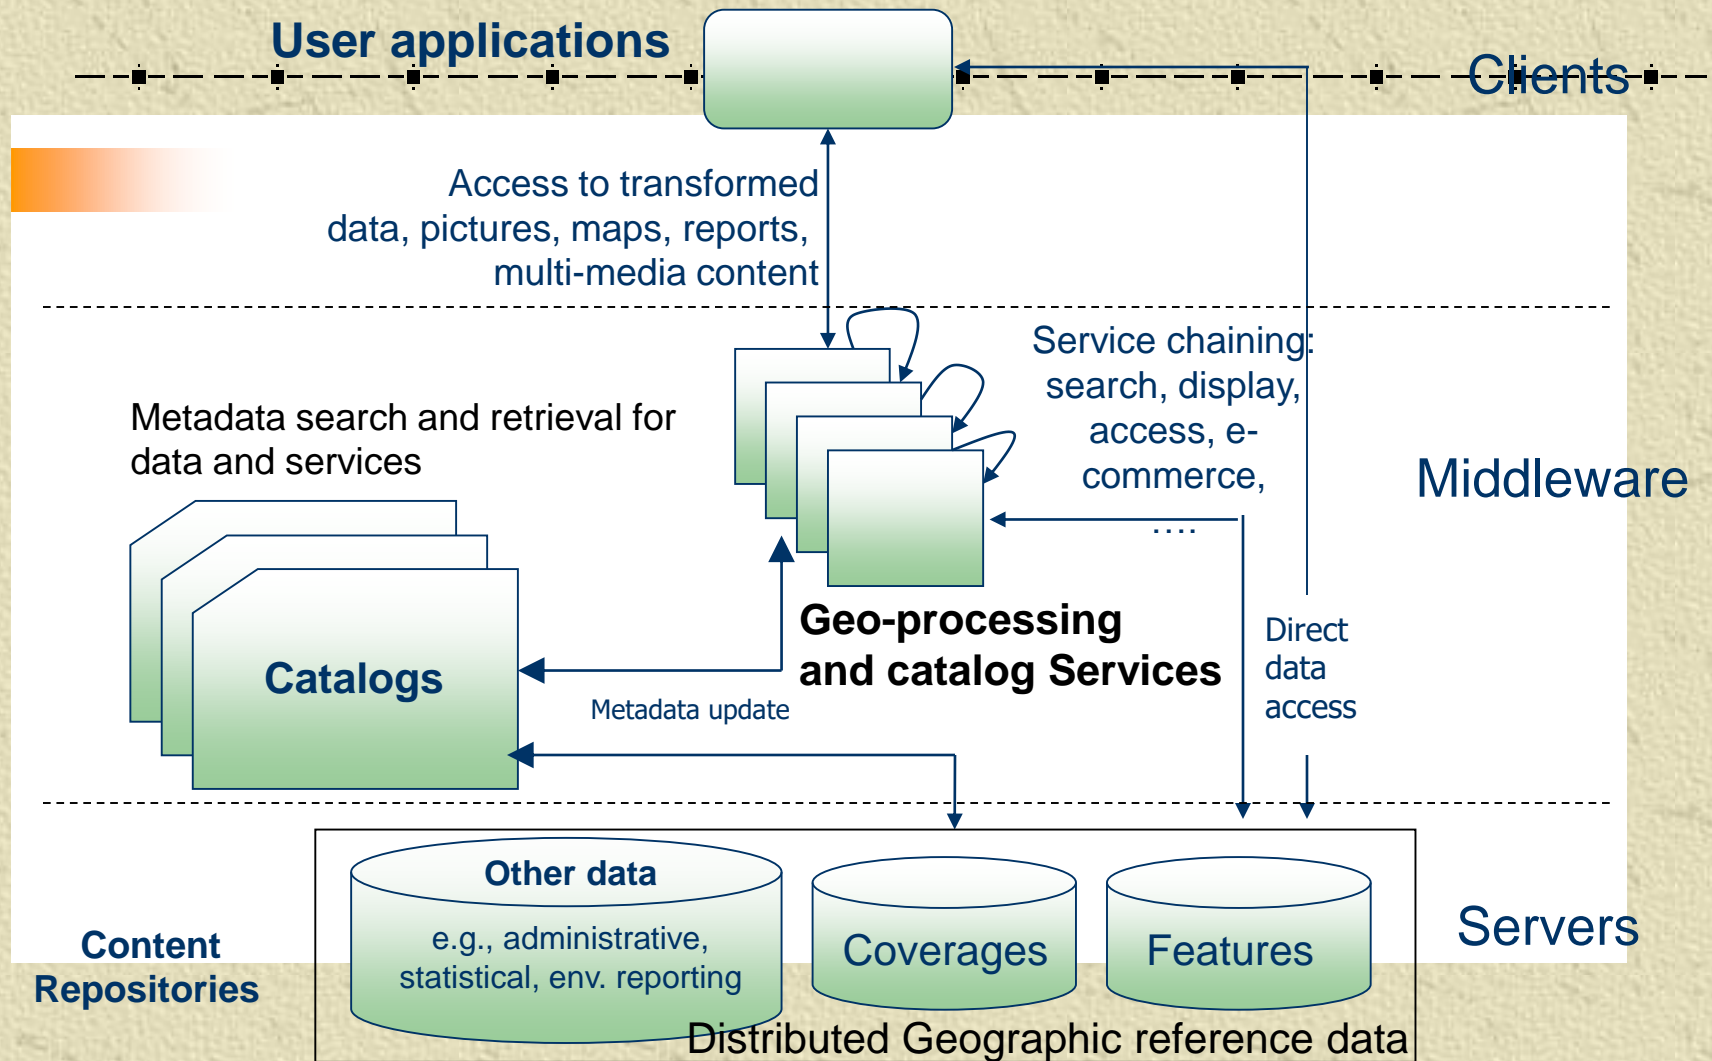 User applications
Clients
Access to transformed
data, pictures, maps, reports,
multi-media content
Service chaining:
search, display,
access, e-
commerce,
....
Metadata search and retrieval for
data and services
Middleware
Catalogs
Geo-processing
and catalog Services
Metadata update
Direct
data
access
Other data
e.g., administrative,
statistical, env. reporting
Coverages
Features
Servers
Content
Repositories
Distributed Geographic reference data